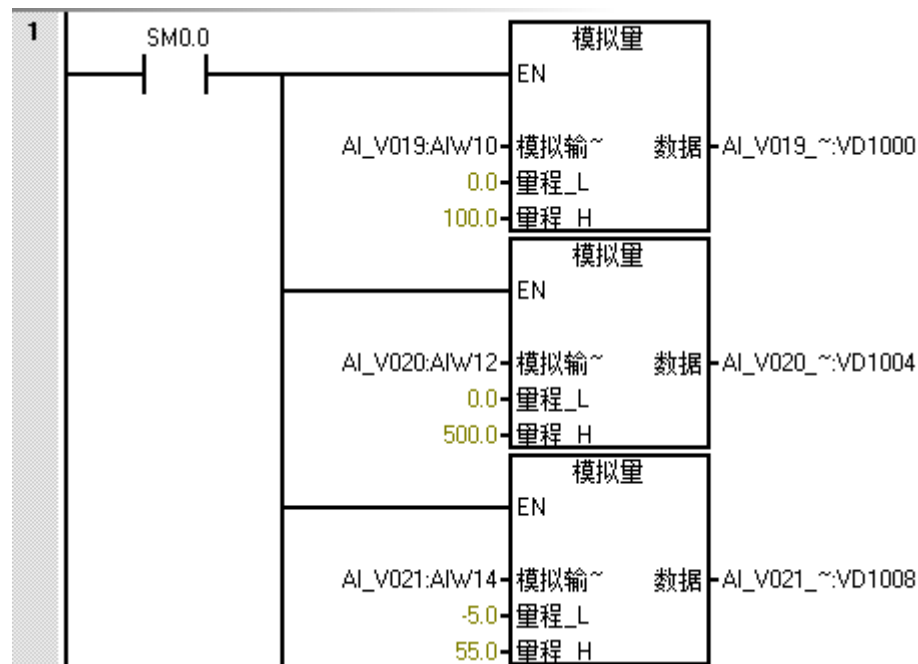 1
SM0.0
模拟量
EN
AI_V019:AIW10 模拟输~ 数据 AI_V019_~:VD1000
0.0 量程_L
100.0 量程_H
模拟量
EN
AI_V020:AIW12 模拟输~ 数据 AI_V020_~:VD1004
0.0 量程_L
500.0 量程_H
模拟量
EN
AI_V021:AIW14 模拟输~ 数据 AI_V021_~:VD1008
-5.0 量程_L
55.0 量程_H